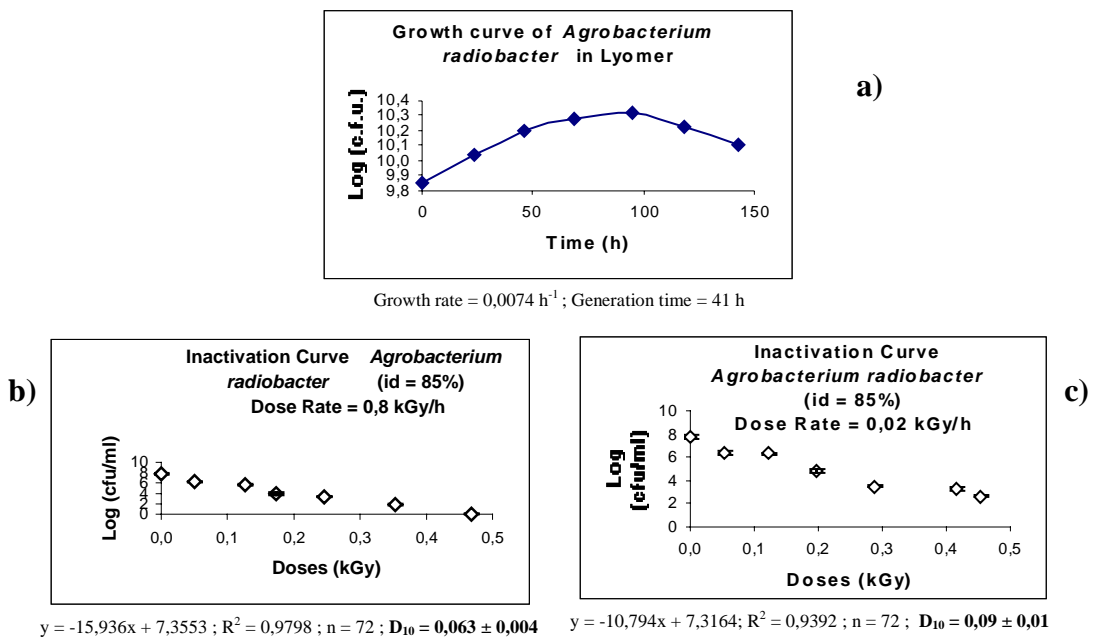 Growth curve of Agrobacterium
radiobacter in Lyomer
a)
Log (c.f.u.)
10,4
10,3
10,2
10,1
10,0
9,9
9,8
0 50 100 150
Time (h)
Growth rate = 0,0074 h⁻¹ ; Generation time = 41 h
b)
Inactivation Curve Agrobacterium
radiobacter (id = 85%)
Dose Rate = 0,8 kGy/h
Log (cfu/ml)
10
8
6
4
2
0
0,0 0,1 0,2 0,3 0,4 0,5
Doses (kGy)
y = -15,936x + 7,3553 ; R² = 0,9798 ; n = 72 ; D₁₀ = 0,063 ± 0,004
c)
Inactivation Curve
Agrobacterium radiobacter
(id = 85%)
Dose Rate = 0,02 kGy/h
Log
(cfu/ml)
10
8
6
4
2
0
0,0 0,1 0,2 0,3 0,4 0,5
Doses (kGy)
y = -10,794x + 7,3164; R² = 0,9392 ; n = 72 ; D₁₀ = 0,09 ± 0,01